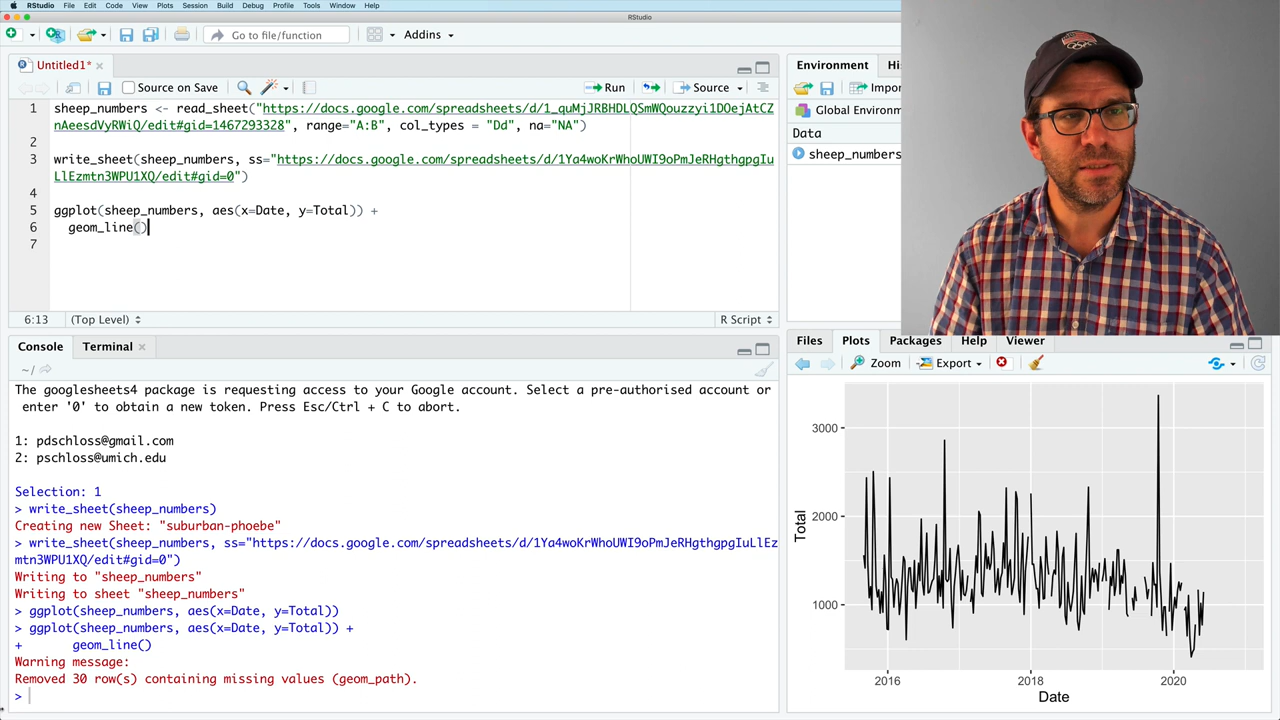 RStudio File Edit Code View Plots Session Build Debug Profile Tools Window Help
RStudio
Go to file/function
Addins
Untitled1*
Source on Save
Run
Source
1 sheep_numbers <- read_sheet("https://docs.google.com/spreadsheets/d/1_quMjJRBHDLQSmWQouzzyi1DOejAtCZ
nAeesdVyRWiQ/edit#gid=1467293328", range="A:B", col_types = "Dd", na="NA")
2
3 write_sheet(sheep_numbers, ss="https://docs.google.com/spreadsheets/d/1Ya4woKrWhoUWI9oPmJeRHgthgpgIu
LlEzmtn3WPU1XQ/edit#gid=0")
4
5 ggplot(sheep_numbers, aes(x=Date, y=Total)) +
6 geom_line()
7
6:13 (Top Level) R Script
Console Terminal
~/
The googlesheets4 package is requesting access to your Google account. Select a pre-authorised account or
enter '0' to obtain a new token. Press Esc/Ctrl + C to abort.
1: pdschloss@gmail.com
2: pschloss@umich.edu
Selection: 1
> write_sheet(sheep_numbers)
Creating new Sheet: "suburban-phoebe"
> write_sheet(sheep_numbers, ss="https://docs.google.com/spreadsheets/d/1Ya4woKrWhoUWI9oPmJeRHgthgpgIuLlEz
mtn3WPU1XQ/edit#gid=0")
Writing to "sheep_numbers"
Writing to sheet "sheep_numbers"
> ggplot(sheep_numbers, aes(x=Date, y=Total))
> ggplot(sheep_numbers, aes(x=Date, y=Total)) +
+ geom_line()
Warning message:
Removed 30 row(s) containing missing values (geom_path).
>
Environment His
Impor
Global Environm
Data
sheep_numbers
Files Plots Packages Help Viewer
Zoom Export
3000
2000
1000
Total
2016 2018 2020
Date